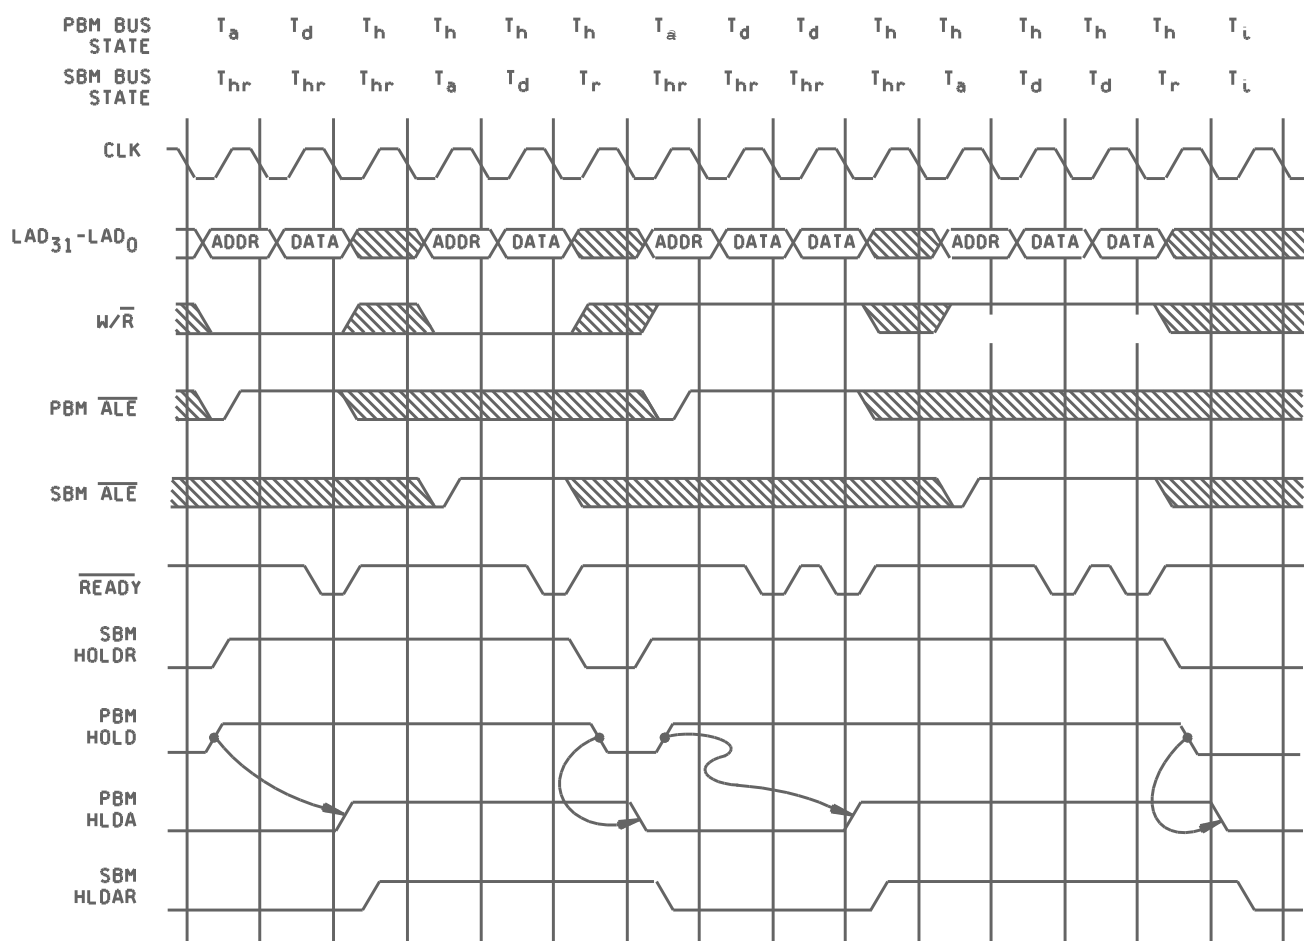 PBM BUS STATE Ta Td Th Th Th Th Ta Td Td Th Th Th Th Th Ti
SBM BUS STATE Thr Thr Thr Ta Td Tr Thr Thr Thr Thr Ta Td Td Tr Ti
CLK
LAD31-LAD0 ADDR DATA ADDR DATA ADDR DATA DATA ADDR DATA DATA
W/R̅
PBM A̅L̅E̅
SBM A̅L̅E̅
R̅E̅A̅D̅Y̅
SBM
HOLDR
PBM
HOLD
PBM
HLDA
SBM
HLDAR